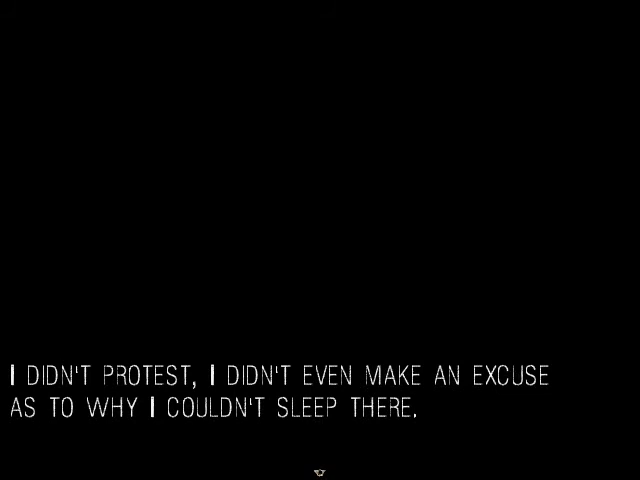 I DIDN'T PROTEST, I DIDN'T EVEN MAKE AN EXCUSE
AS TO WHY I COULDN'T SLEEP THERE.